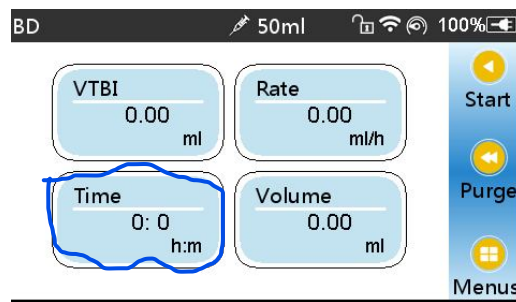 BD 50ml 100%
VTBI
0.00
ml
Rate
0.00
ml/h
Time
0: 0
h:m
Volume
0.00
ml
Start
Purge
Menus